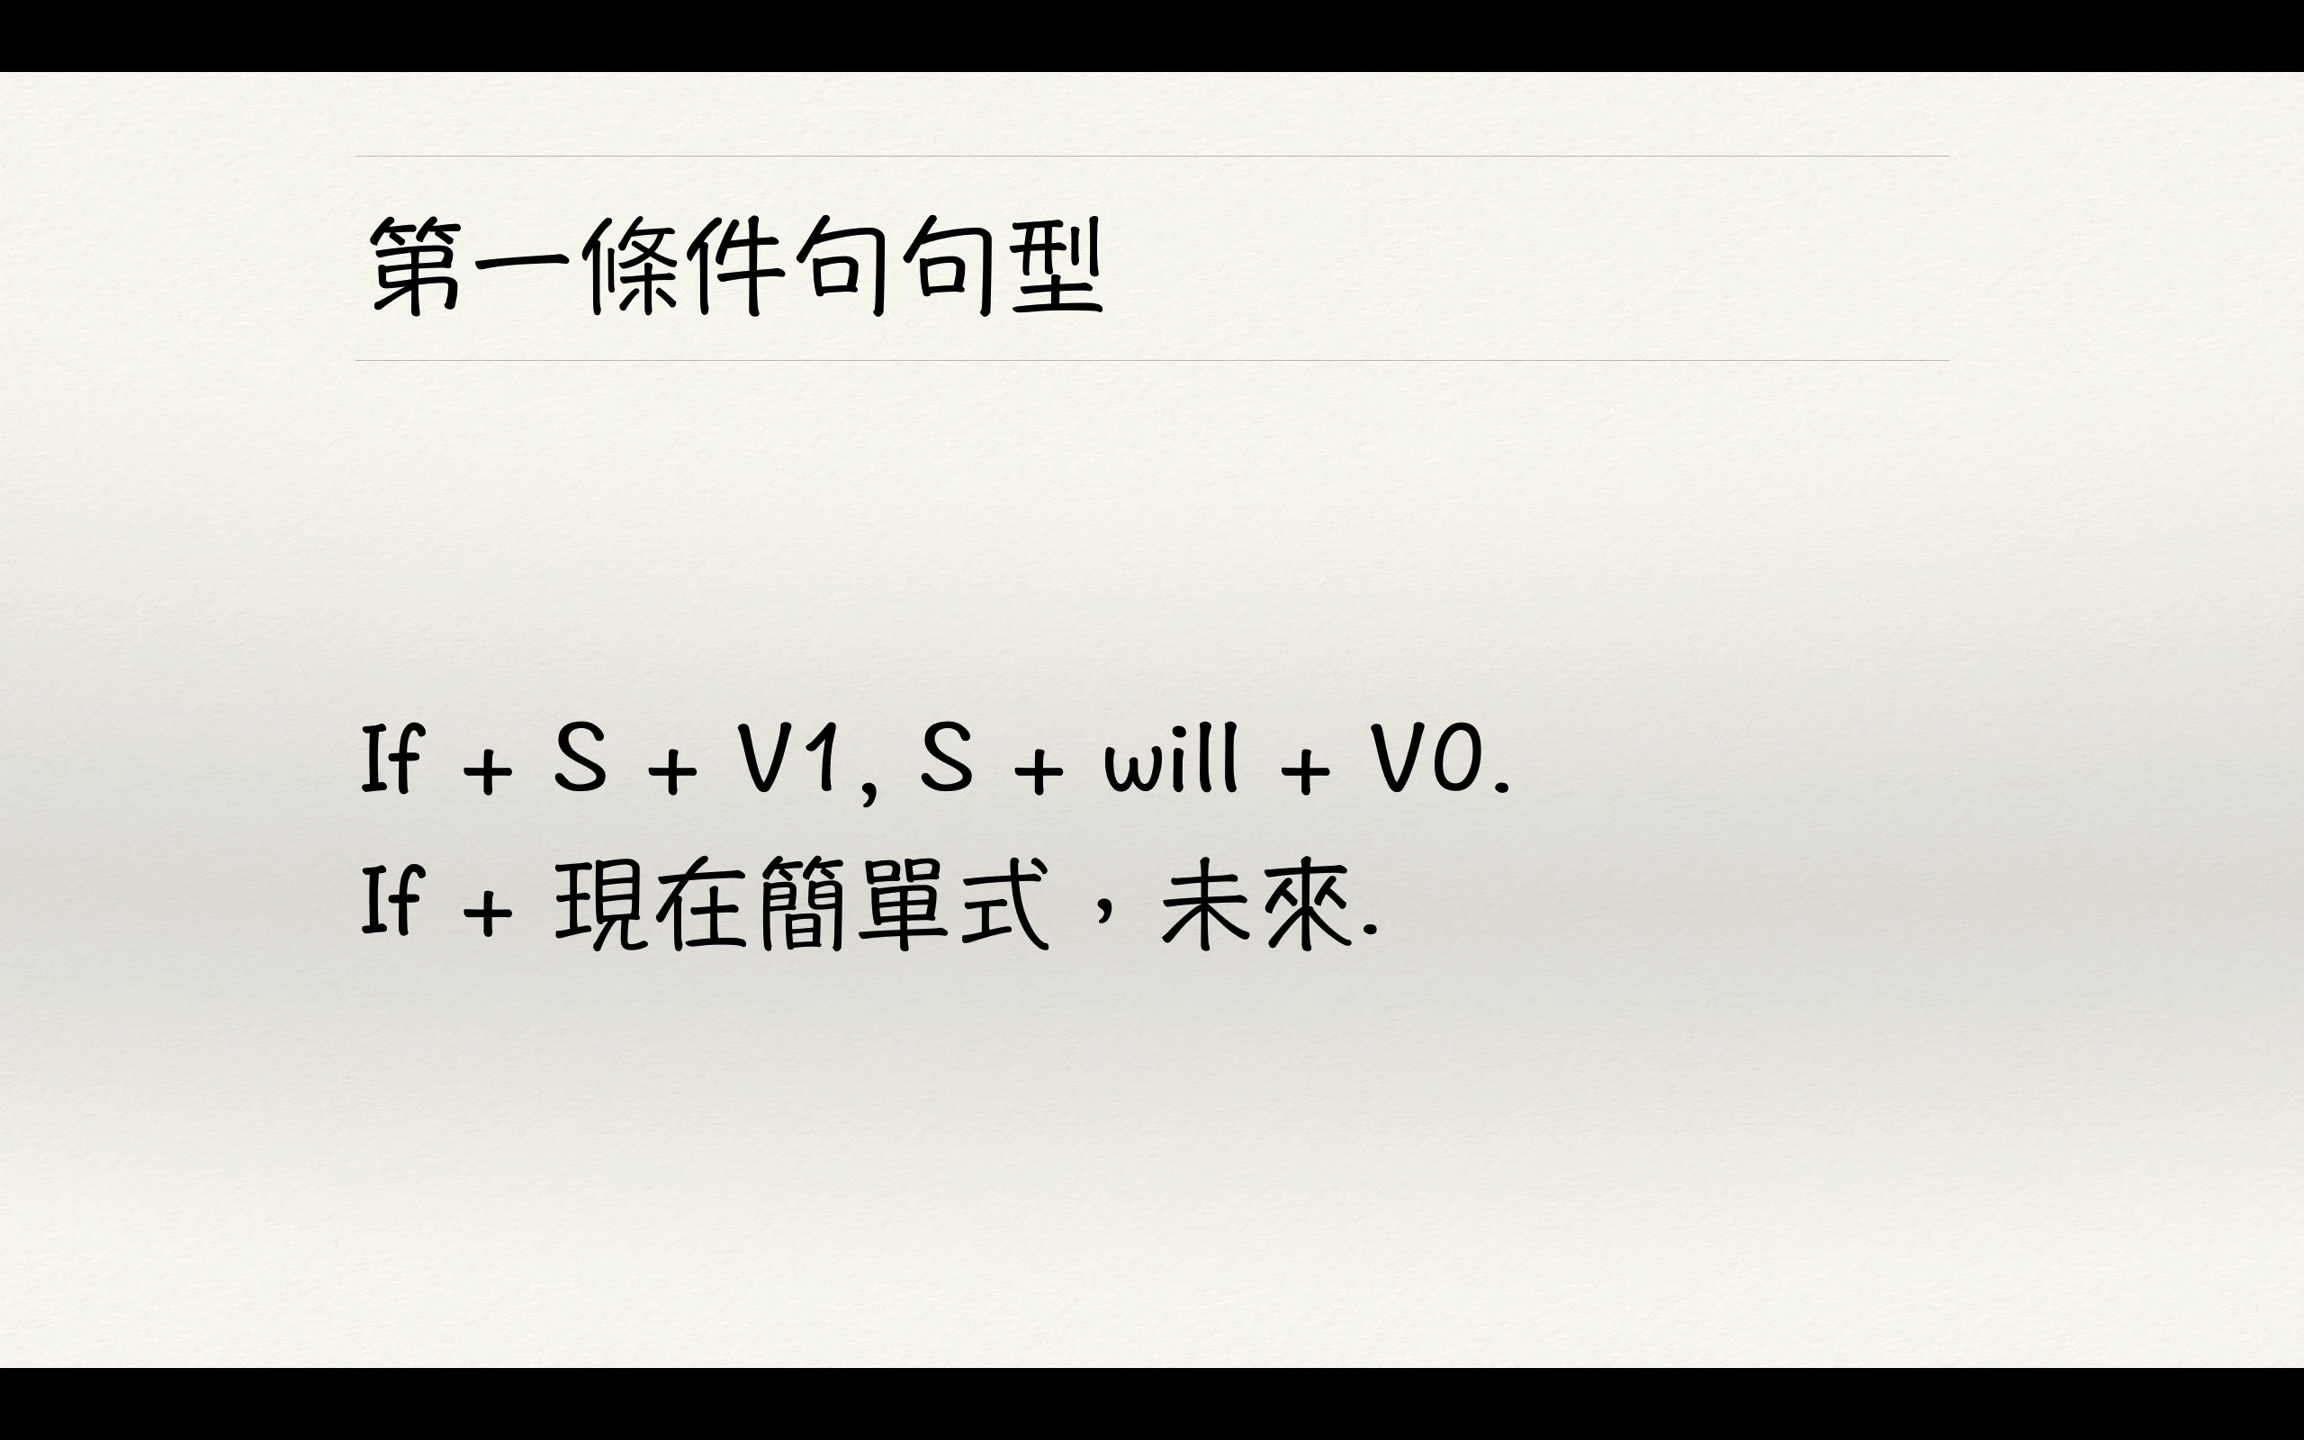 第一條件句句型
If + S + V1, S + will + V0.
If + 現在簡單式，未來.